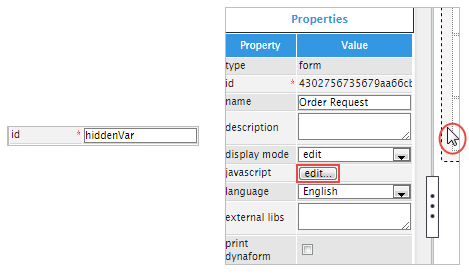 id * hiddenVar
Properties
Property Value
type form
id * 4302756735679aa66cb
name Order Request
description
display mode edit
javascript edit...
language English
external libs
print
dynaform